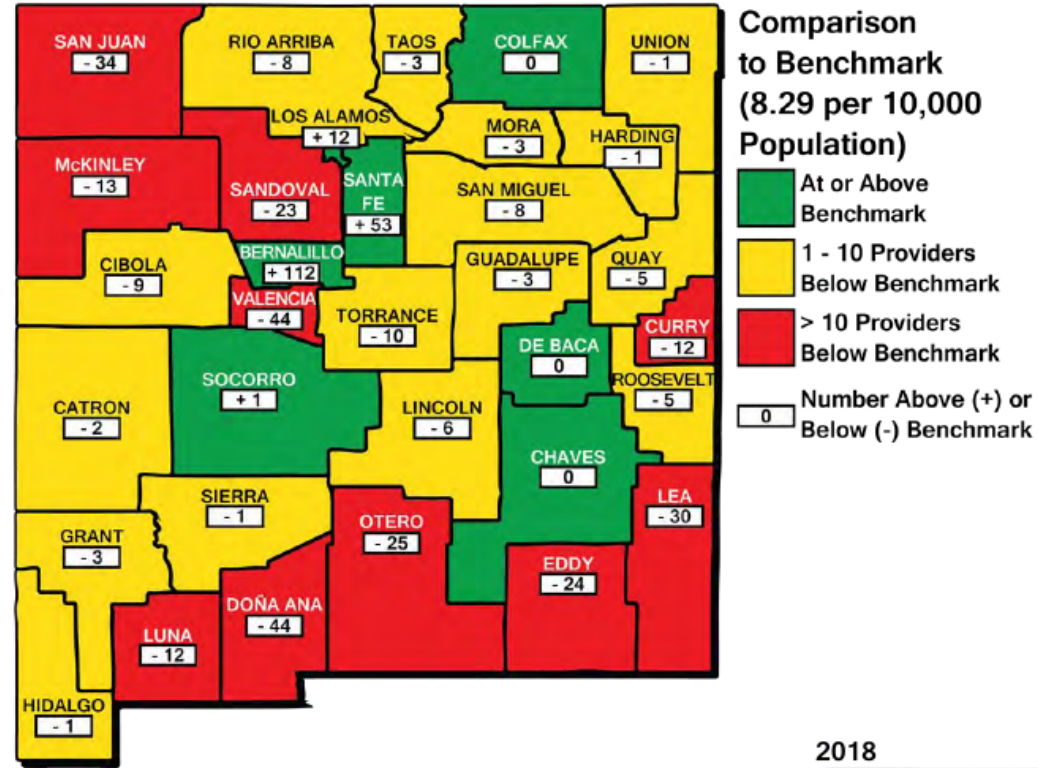 SAN JUAN
- 34
RIO ARRIBA
- 8
TAOS
- 3
COLFAX
0
UNION
- 1
LOS ALAMOS
+ 12
MORA
- 3
HARDING
- 1
McKINLEY
- 13
SANDOVAL
- 23
SANTA
FE
+ 53
SAN MIGUEL
- 8
BERNALILLO
+ 112
CIBOLA
- 9
GUADALUPE
- 3
QUAY
- 5
VALENCIA
- 44
TORRANCE
- 10
CURRY
- 12
DE BACA
0
SOCORRO
+ 1
ROOSEVELT
- 5
CATRON
- 2
LINCOLN
- 6
CHAVES
0
SIERRA
- 1
LEA
- 30
OTERO
- 25
GRANT
- 3
EDDY
- 24
DOÑA ANA
- 44
LUNA
- 12
HIDALGO
- 1
Comparison
to Benchmark
(8.29 per 10,000
Population)
At or Above
Benchmark
1 - 10 Providers
Below Benchmark
> 10 Providers
Below Benchmark
0
Number Above (+) or
Below (-) Benchmark
2018